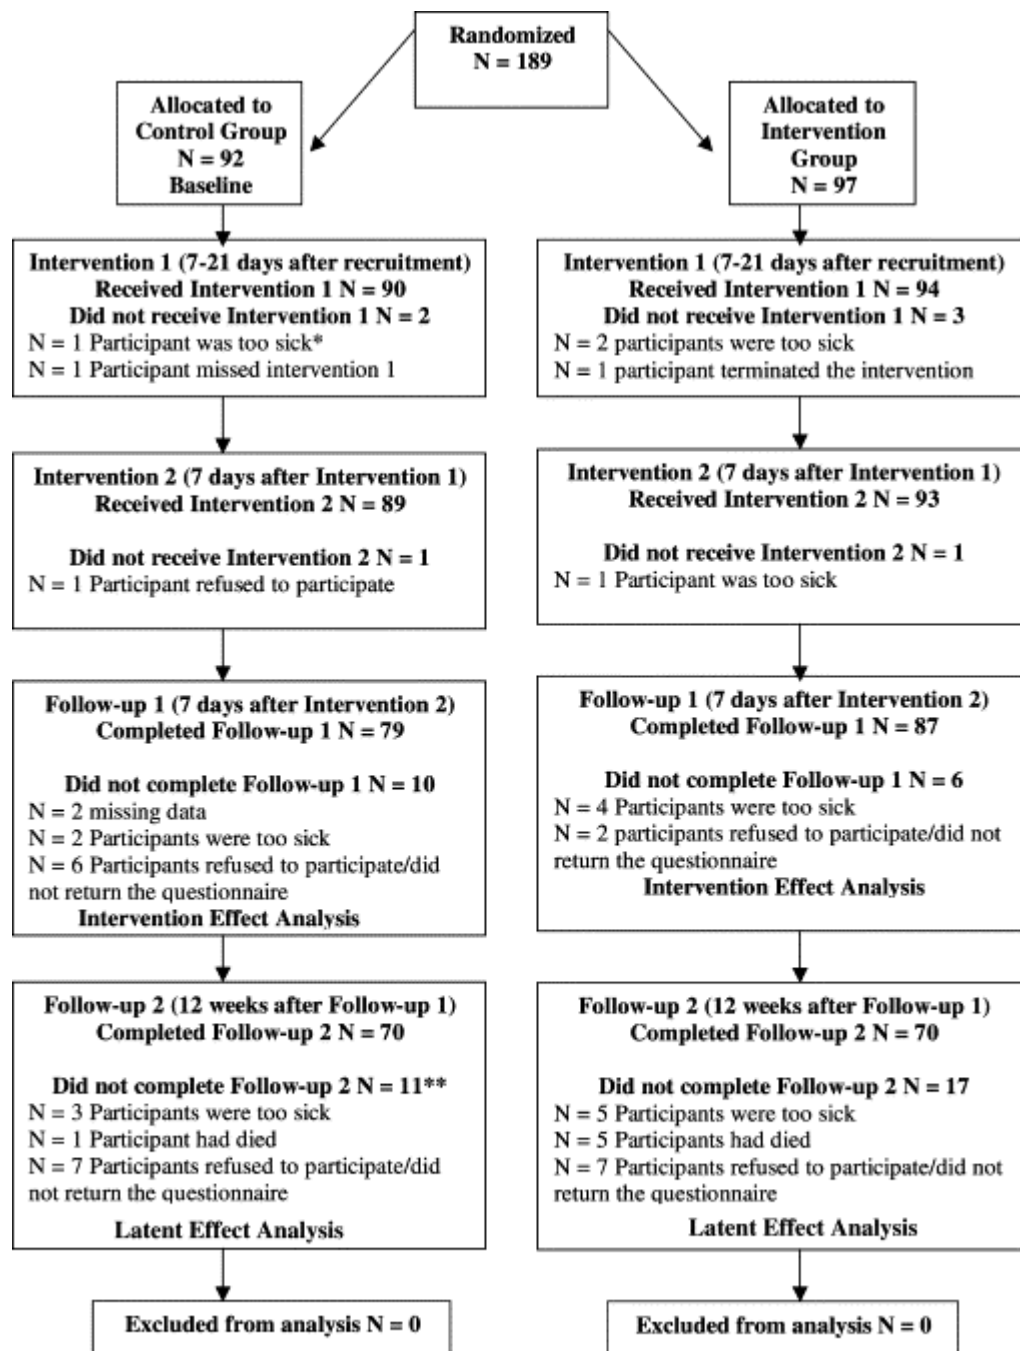 Randomized
N = 189
Allocated to
Control Group
N = 92
Baseline
Allocated to
Intervention
Group
N = 97
Intervention 1 (7-21 days after recruitment)
Received Intervention 1 N = 90
Did not receive Intervention 1 N = 2
N = 1 Participant was too sick*
N = 1 Participant missed intervention 1
Intervention 1 (7-21 days after recruitment)
Received Intervention 1 N = 94
Did not receive Intervention 1 N = 3
N = 2 participants were too sick
N = 1 participant terminated the intervention
Intervention 2 (7 days after Intervention 1)
Received Intervention 2 N = 89
Did not receive Intervention 2 N = 1
N = 1 Participant refused to participate
Intervention 2 (7 days after Intervention 1)
Received Intervention 2 N = 93
Did not receive Intervention 2 N = 1
N = 1 Participant was too sick
Follow-up 1 (7 days after Intervention 2)
Completed Follow-up 1 N = 79
Did not complete Follow-up 1 N = 10
N = 2 missing data
N = 2 Participants were too sick
N = 6 Participants refused to participate/did
not return the questionnaire
Intervention Effect Analysis
Follow-up 1 (7 days after Intervention 2)
Completed Follow-up 1 N = 87
Did not complete Follow-up 1 N = 6
N = 4 Participants were too sick
N = 2 participants refused to participate/did not
return the questionnaire
Intervention Effect Analysis
Follow-up 2 (12 weeks after Follow-up 1)
Completed Follow-up 2 N = 70
Did not complete Follow-up 2 N = 11**
N = 3 Participants were too sick
N = 1 Participant had died
N = 7 Participants refused to participate/did
not return the questionnaire
Latent Effect Analysis
Follow-up 2 (12 weeks after Follow-up 1)
Completed Follow-up 2 N = 70
Did not complete Follow-up 2 N = 17
N = 5 Participants were too sick
N = 5 Participants had died
N = 7 Participants refused to participate/did not
return the questionnaire
Latent Effect Analysis
Excluded from analysis N = 0
Excluded from analysis N = 0